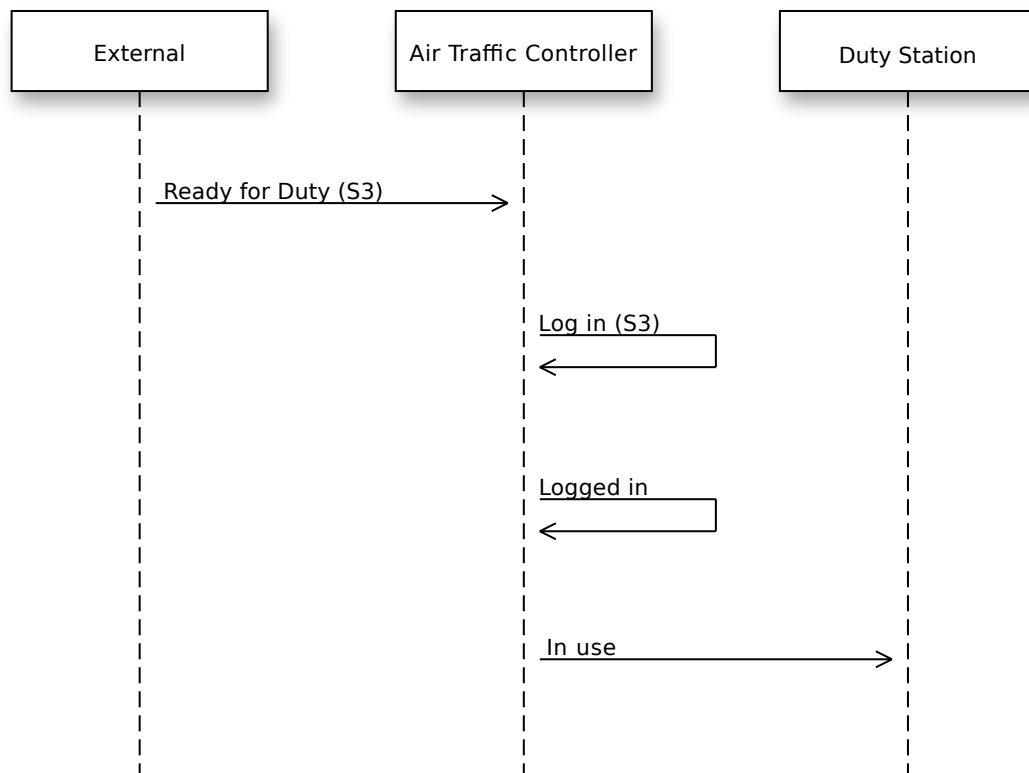 External
Air Traffic Controller
Duty Station
Ready for Duty (S3)
Log in (S3)
Logged in
In use